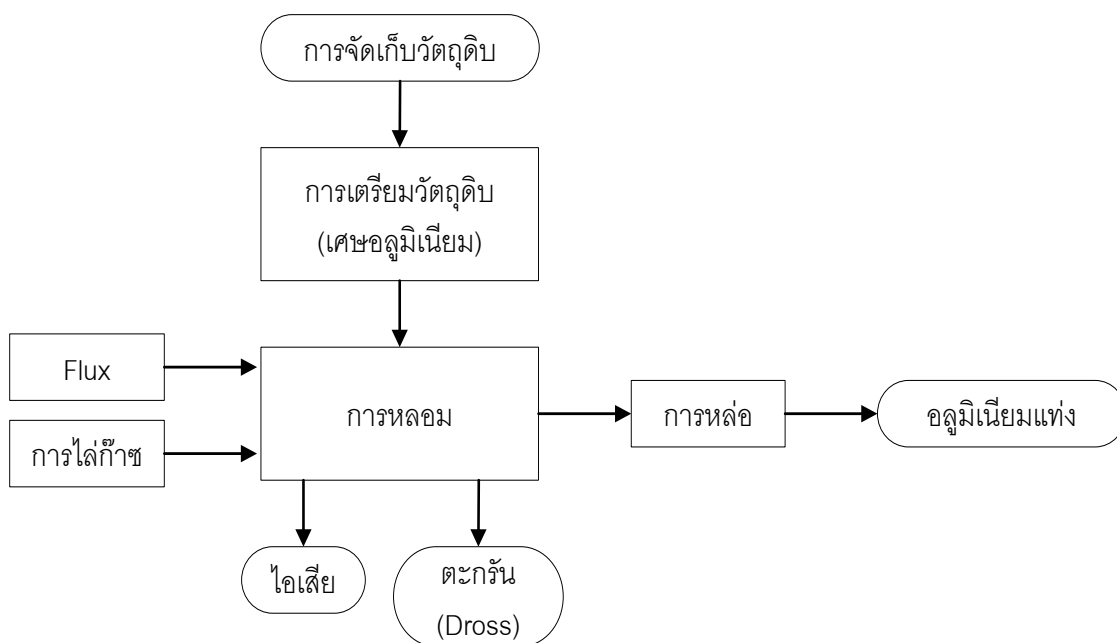 การจัดเก็บวัตถุดิบ
การเตรียมวัตถุดิบ
(เศษอลูมิเนียม)
Flux
การไล่ก๊าซ
การหลอม
การหล่อ
อลูมิเนียมแท่ง
ไอเสีย
ตะกรัน
(Dross)